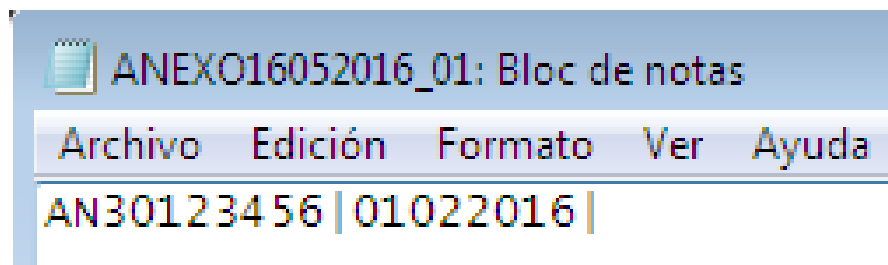 ANEXO16052016_01: Bloc de notas
Archivo Edición Formato Ver Ayuda
AN30123456|01022016|